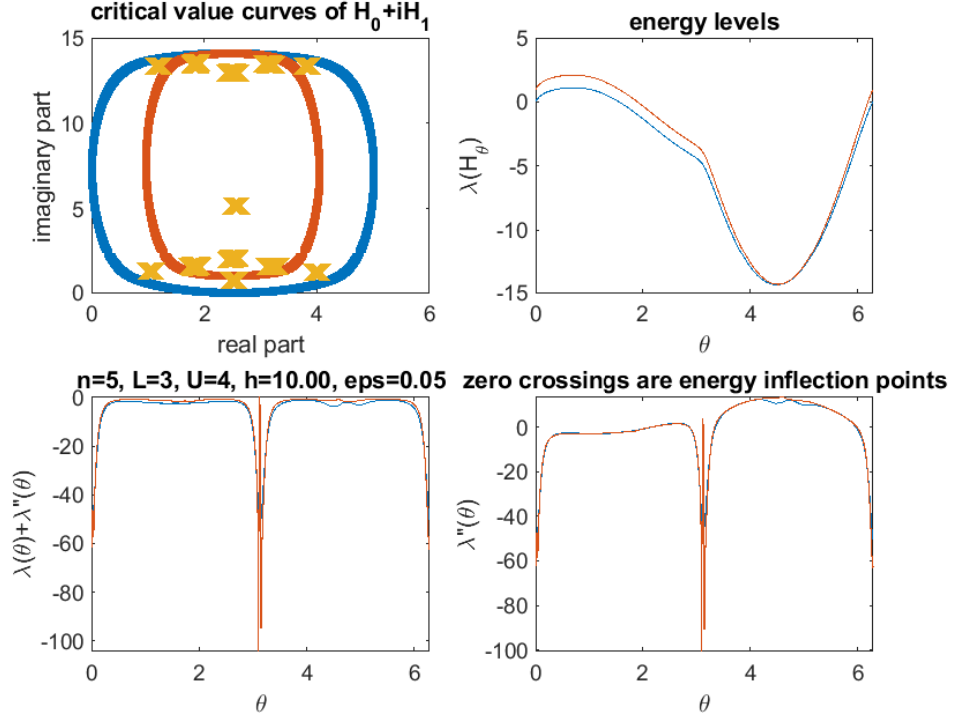 critical value curves of H_0+iH_1
15
10
5
0
0 2 4 6
imaginary part
real part
energy levels
5
0
-5
-10
-15
0 2 4 6
λ(H_θ)
θ
n=5, L=3, U=4, h=10.00, eps=0.05
0
-20
-40
-60
-80
-100
0 2 4 6
λ(θ)+λ''(θ)
θ
zero crossings are energy inflection points
0
-20
-40
-60
-80
-100
0 2 4 6
λ''(θ)
θ